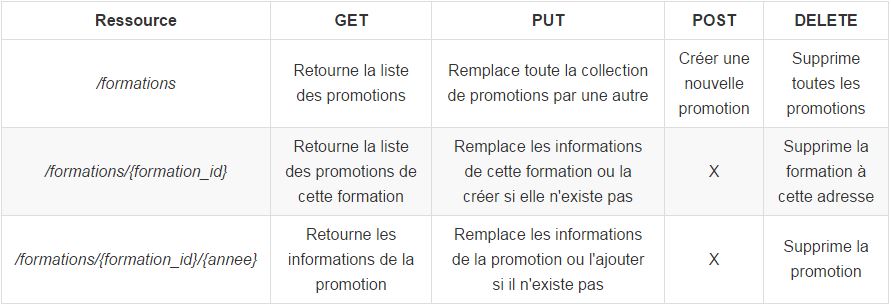 Ressource GET PUT POST DELETE
/formations
Retourne la liste
des promotions
Remplace toute la collection
de promotions par une autre
Créer une
nouvelle
promotion
Supprime
toutes les
promotions
/formations/{formation_id}
Retourne la liste
des promotions de
cette formation
Remplace les informations
de cette formation ou la
créer si elle n'existe pas
X
Supprime la
formation à
cette adresse
/formations/{formation_id}/{annee}
Retourne les
informations de la
promotion
Remplace les informations
de la promotion ou l'ajouter
si il n'existe pas
X
Supprime la
promotion